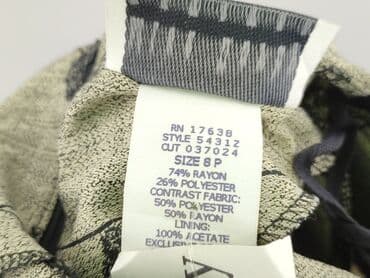 RN 17638
STYLE 54312
CUT 037024
SIZE 8P
74% RAYON
26% POLYESTER
CONTRAST FABRIC:
50% POLYESTER
50% RAYON
LINING:
100% ACETATE